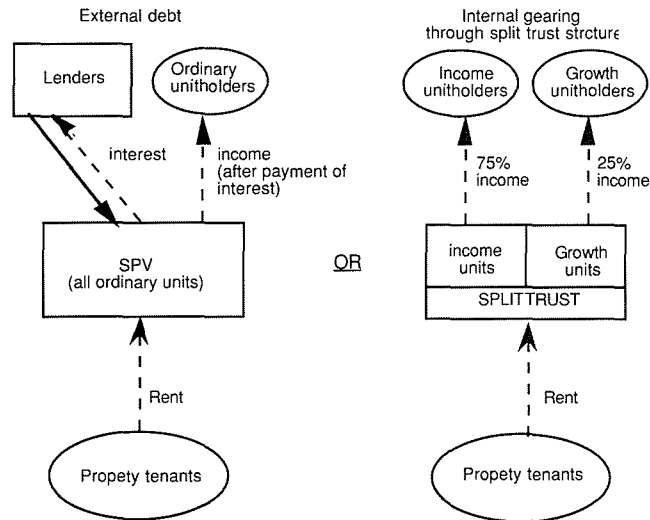 External debt
Lenders
Ordinary
unitholders
interest
income
(after payment of
interest)
SPV
(all ordinary units)
Rent
Propety tenants
OR
Internal gearing
through split trust strcture
Income
unitholders
Growth
unitholders
75%
income
25%
income
income
units
Growth
units
SPLITTRUST
Rent
Propety tenants